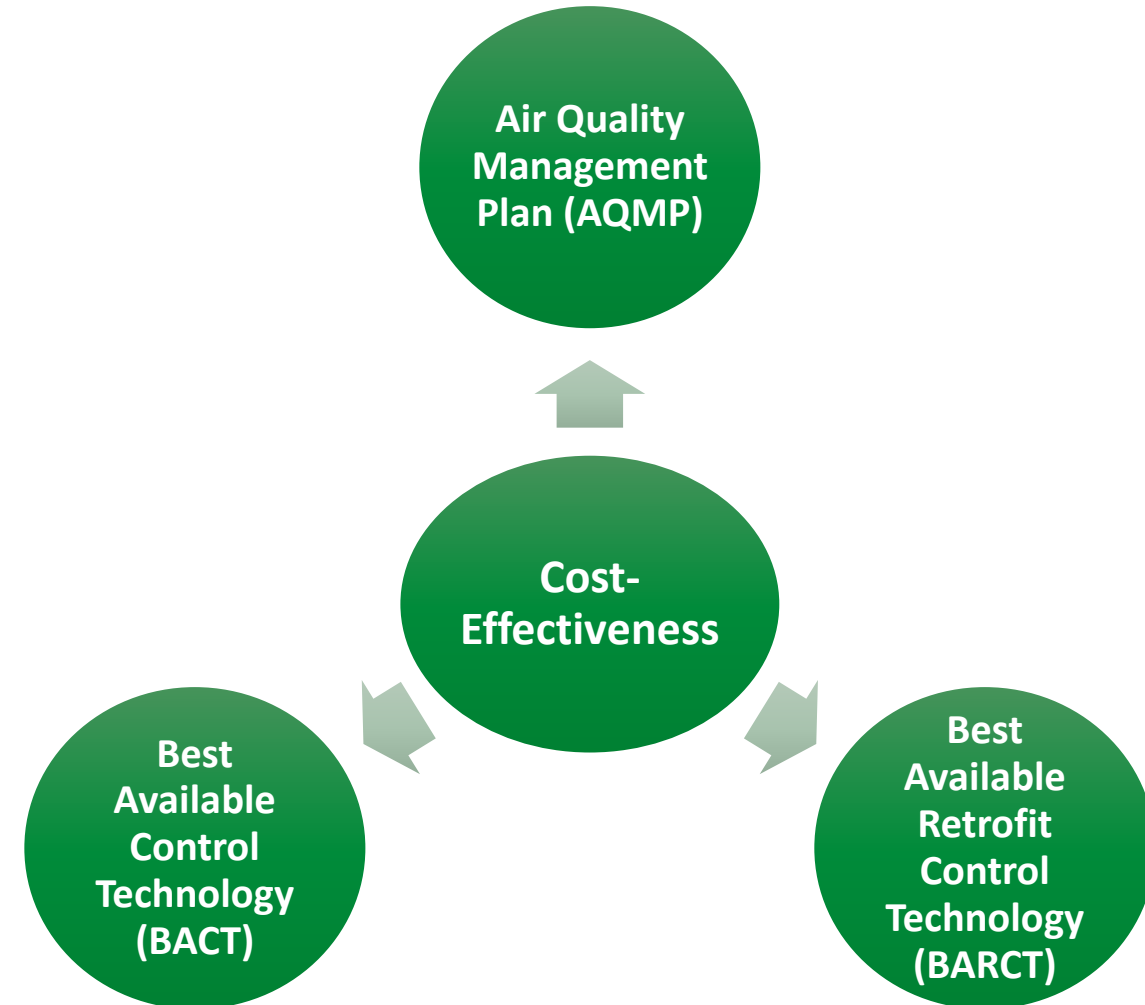 Air Quality
Management
Plan (AQMP)
Cost-
Effectiveness
Best
Available
Control
Technology
(BACT)
Best
Available
Retrofit
Control
Technology
(BARCT)